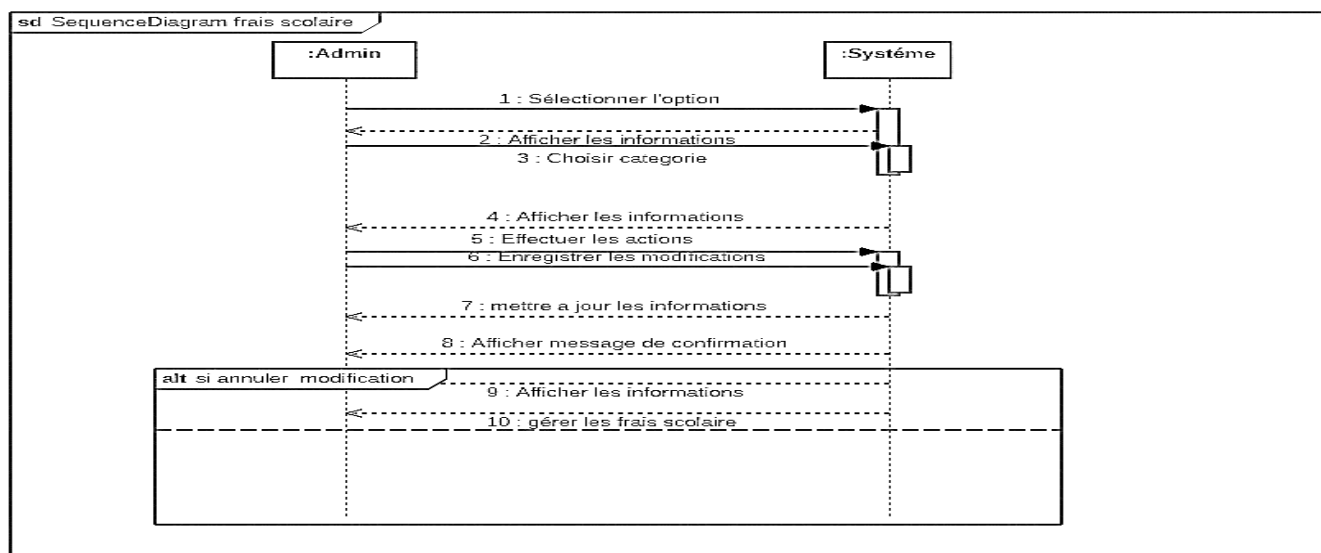 sd SequenceDiagram frais scolaire
:Admin
:Systéme
1 : Sélectionner l'option
2 : Afficher les informations
3 : Choisir categorie
4 : Afficher les informations
5 : Effectuer les actions
6 : Enregistrer les modifications
7 : mettre a jour les informations
8 : Afficher message de confirmation
alt si annuler modification
9 : Afficher les informations
10 : gérer les frais scolaire